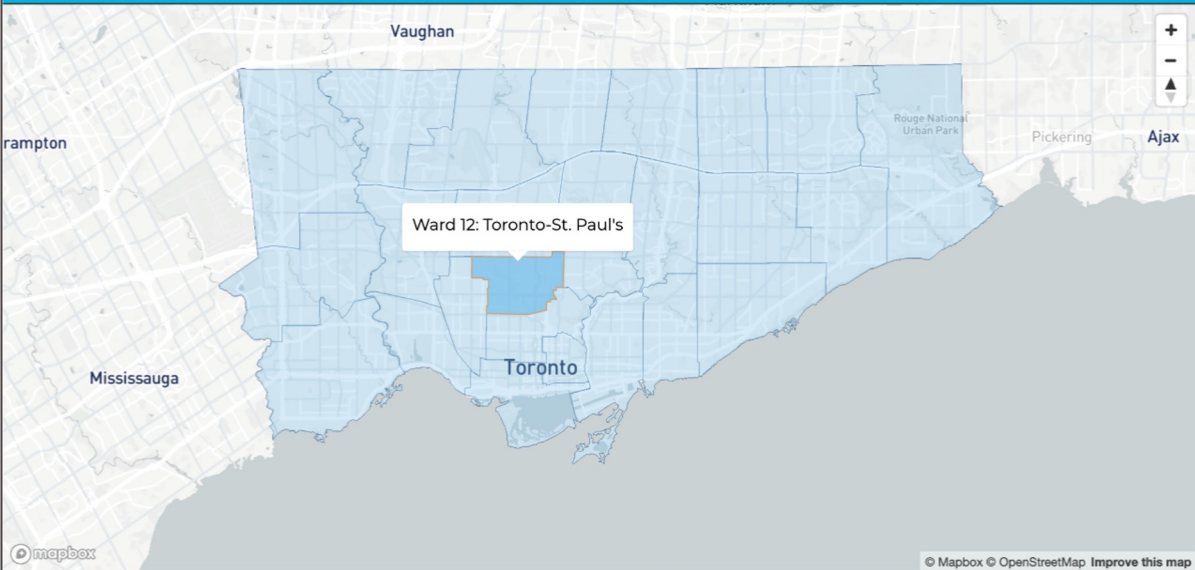 Vaughan
rampton
Rouge National
Urban Park
Pickering
Ajax
Ward 12: Toronto-St. Paul's
Toronto
Mississauga
mapbox
© Mapbox © OpenStreetMap Improve this map